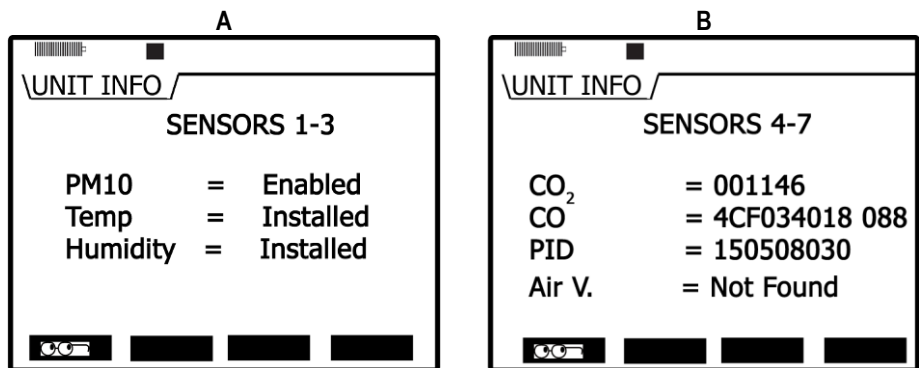 A
UNIT INFO
SENSORS 1-3
PM10 = Enabled
Temp = Installed
Humidity = Installed
B
UNIT INFO
SENSORS 4-7
CO₂ = 001146
CO = 4CF034018 088
PID = 150508030
Air V. = Not Found